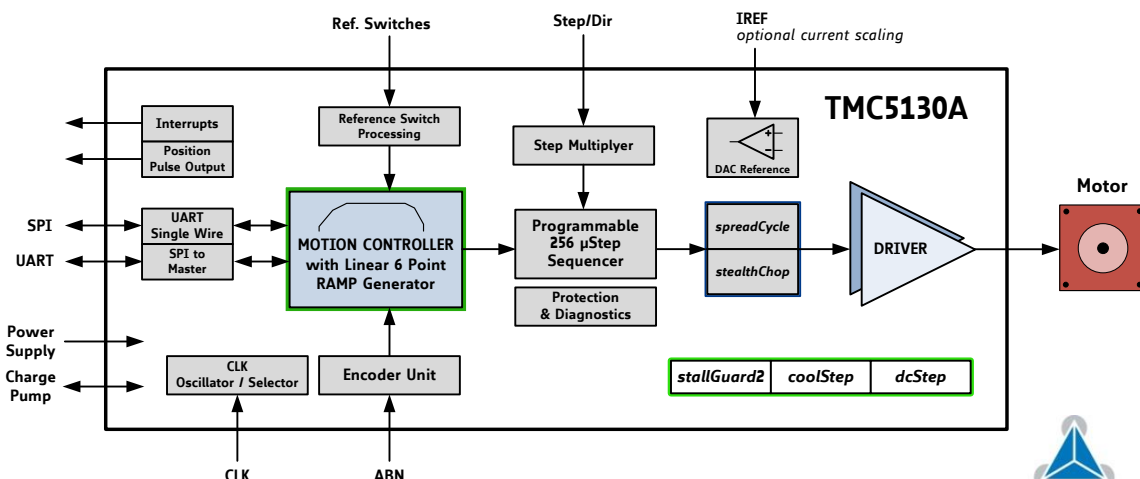 Ref. Switches
Step/Dir
IREF
optional current scaling
TMC5130A
Interrupts
Position
Pulse Output
Reference Switch
Processing
Step Multiplyer
+
−
DAC Reference
Motor
SPI
UART
UART
Single Wire
SPI to
Master
MOTION CONTROLLER
with Linear 6 Point
RAMP Generator
Programmable
256 µStep
Sequencer
spreadCycle
stealthChop
DRIVER
Protection
& Diagnostics
Power
Supply
Charge
Pump
CLK
Oscillator / Selector
Encoder Unit
stallGuard2
coolStep
dcStep
CLK
ABN